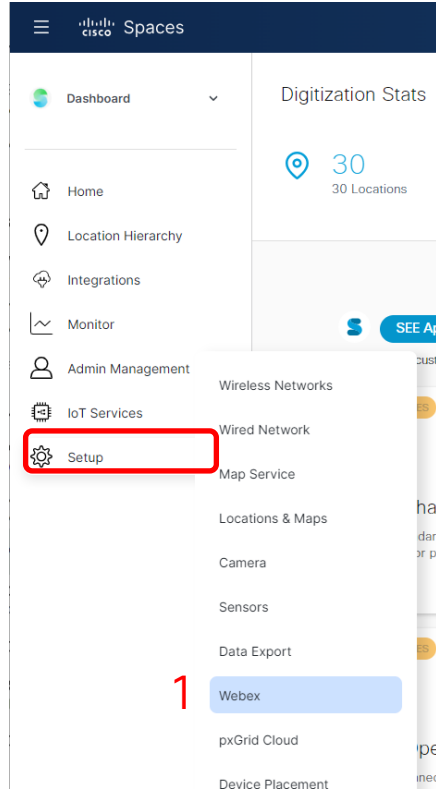 cisco Spaces
Dashboard
Digitization Stats
30
30 Locations
Home
Location Hierarchy
Integrations
Monitor
SEE
Admin Management
IoT Services
Setup
Wireless Networks
Wired Network
Map Service
Locations & Maps
Camera
Sensors
Data Export
1
Webex
pxGrid Cloud
Device Placement